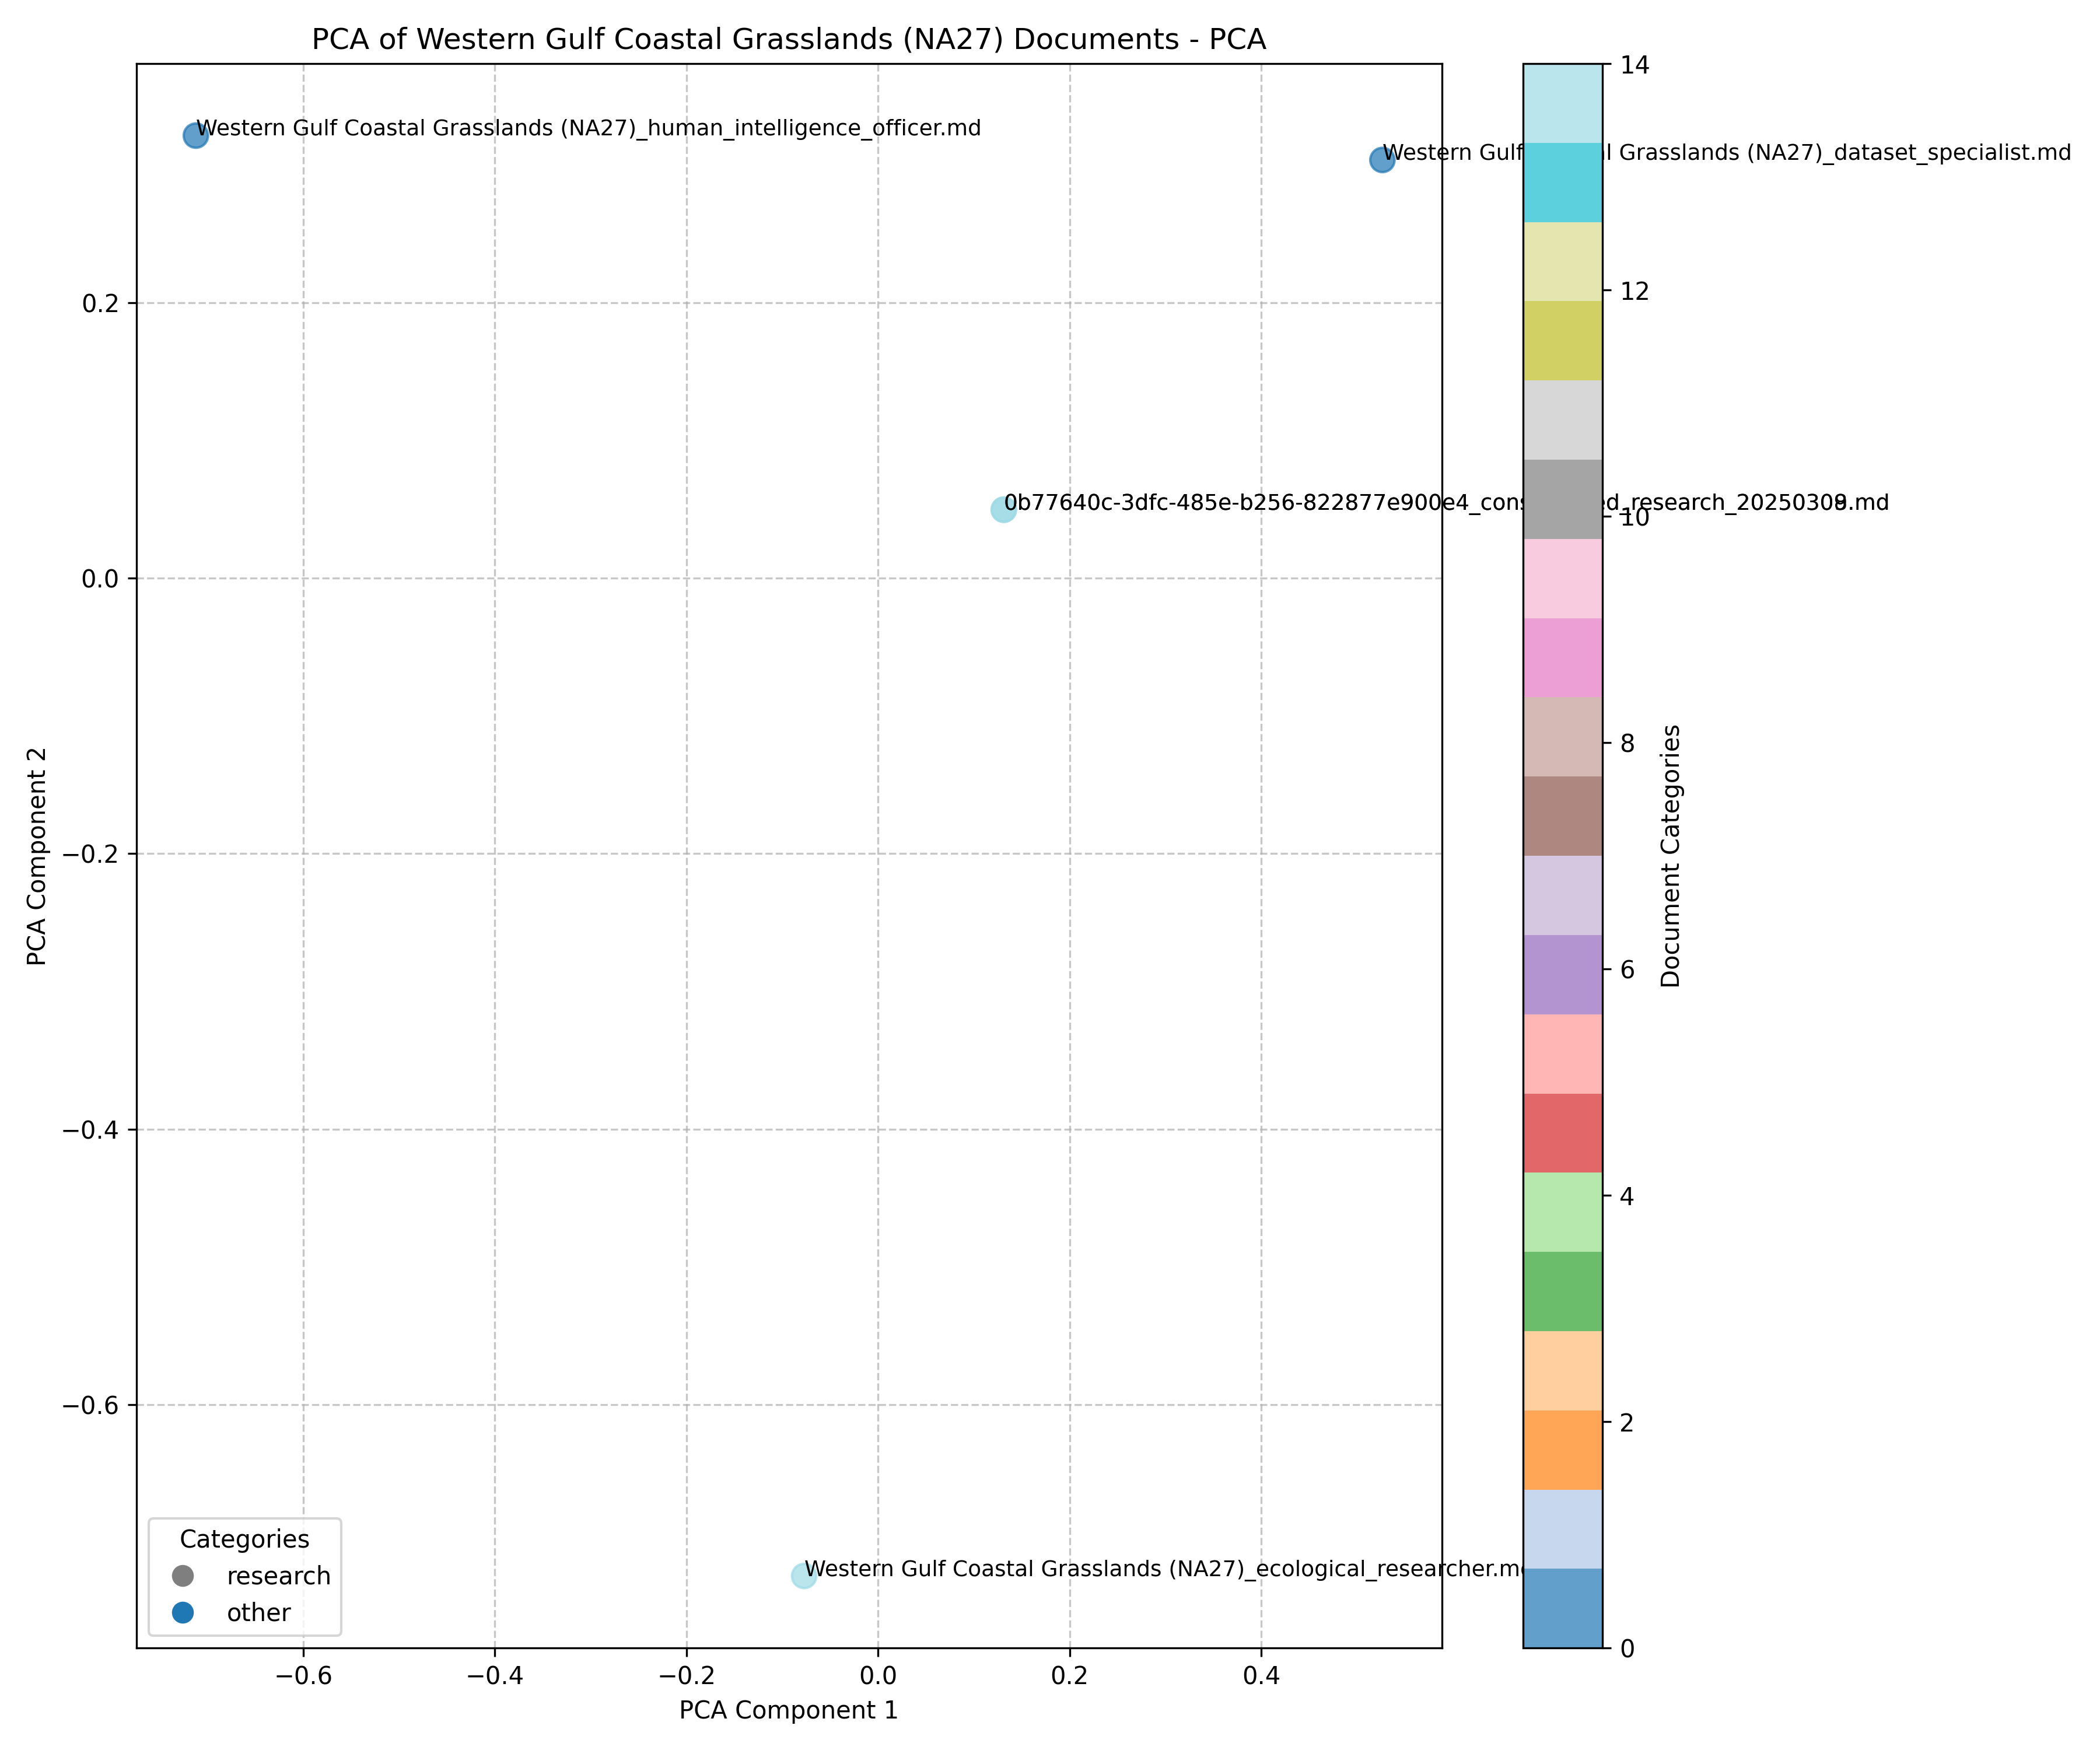 PCA of Western Gulf Coastal Grasslands (NA27) Documents - PCA
Western Gulf Coastal Grasslands (NA27)_human_intelligence_officer.md
Western Gulf l Grasslands (NA27)_dataset_specialist.md
0b77640c-3dfc-485e-b256-822877e900e4_cons ed_research_2025030 .md
Western Gulf Coastal Grasslands (NA27)_ecological_researcher.m
PCA Component 2
0.2
0.0
−0.2
−0.4
−0.6
Categories
research
other
−0.6
−0.4
−0.2
0.0
0.2
0.4
PCA Component 1
14
12
10
8
6
4
2
0
Document Categories